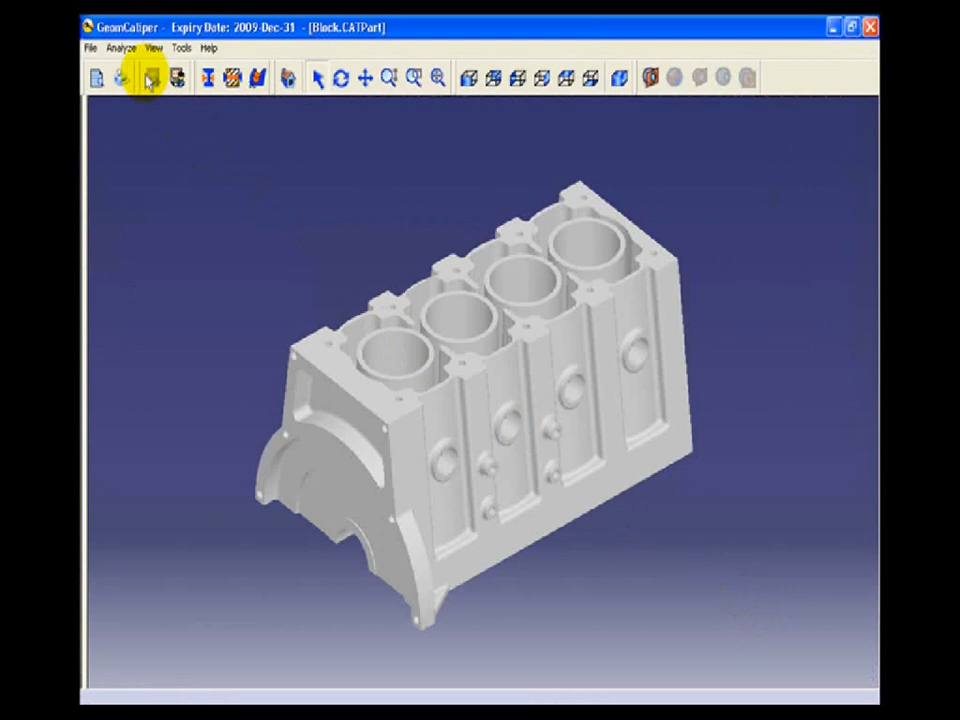 GeomCaliper - Expiry Date: 2009-Dec-31 - [Block.CATPart]
File Analyze View Tools Help